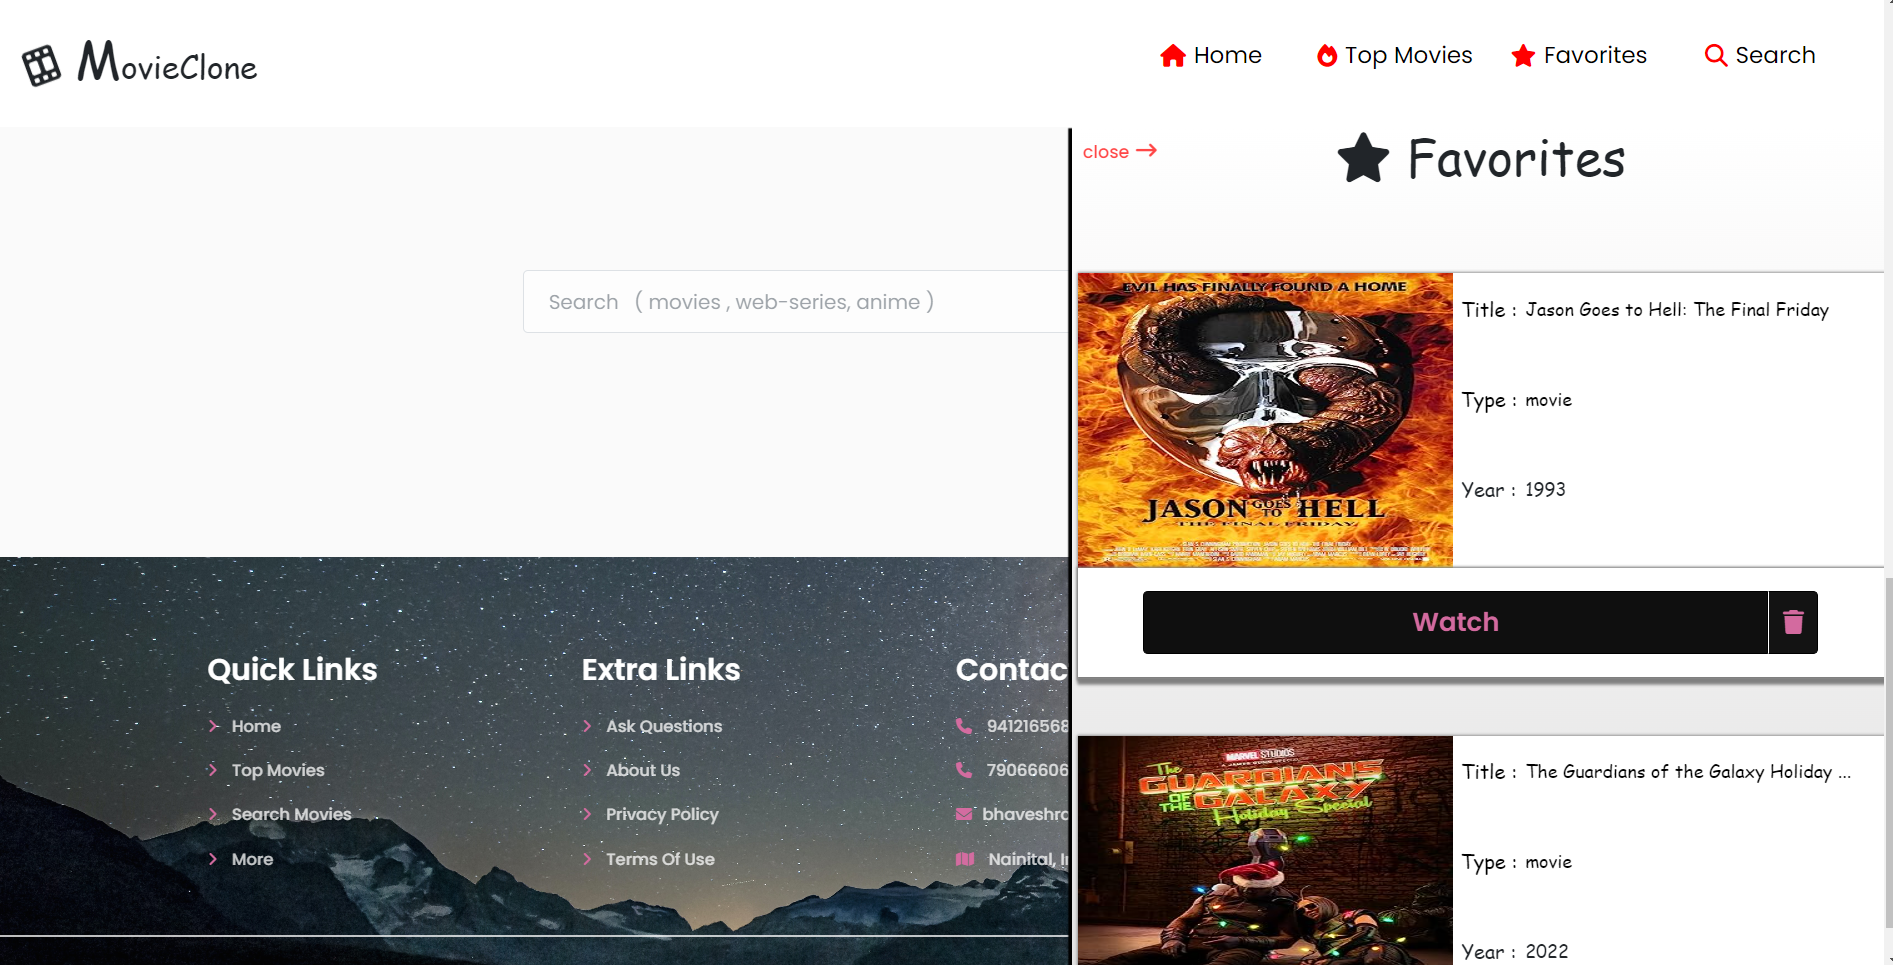 MovieClone
Home
Top Movies
Favorites
Search
close
Favorites
Search ( movies , web-series, anime )
EVIL HAS FINALLY FOUND A HOME
JASON GOES TO HELL
THE FINAL FRIDAY
Title : Jason Goes to Hell: The Final Friday
Type : movie
Year : 1993
Watch
MARVEL STUDIOS
The
GUARDIANS
OF THE GALAXY
Holiday Special
Title : The Guardians of the Galaxy Holiday ...
Type : movie
Year : 2022
Quick Links
Home
Top Movies
Search Movies
More
Extra Links
Ask Questions
About Us
Privacy Policy
Terms Of Use
Contac
94121656
79066606
bhaveshr
Nainital,